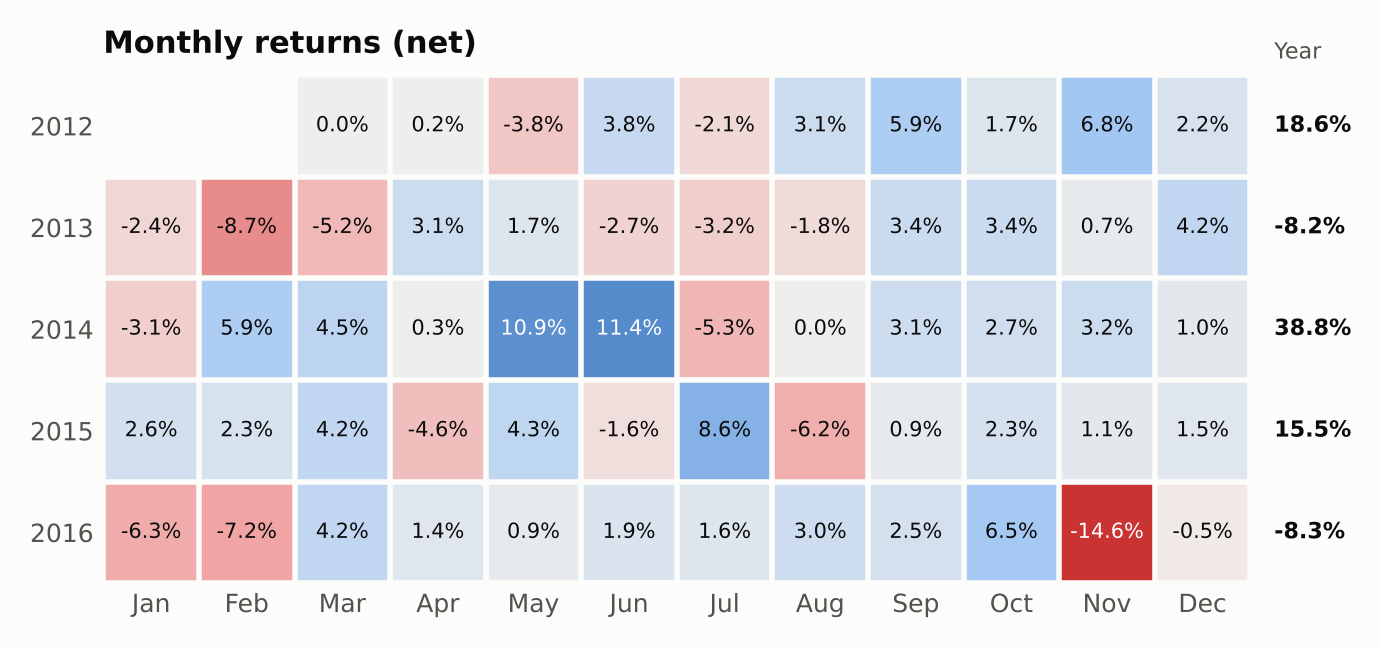 Monthly returns (net)
Year
2012 0.0% 0.2% -3.8% 3.8% -2.1% 3.1% 5.9% 1.7% 6.8% 2.2% 18.6%
2013 -2.4% -8.7% -5.2% 3.1% 1.7% -2.7% -3.2% -1.8% 3.4% 3.4% 0.7% 4.2% -8.2%
2014 -3.1% 5.9% 4.5% 0.3% 10.9% 11.4% -5.3% 0.0% 3.1% 2.7% 3.2% 1.0% 38.8%
2015 2.6% 2.3% 4.2% -4.6% 4.3% -1.6% 8.6% -6.2% 0.9% 2.3% 1.1% 1.5% 15.5%
2016 -6.3% -7.2% 4.2% 1.4% 0.9% 1.9% 1.6% 3.0% 2.5% 6.5% -14.6% -0.5% -8.3%
Jan Feb Mar Apr May Jun Jul Aug Sep Oct Nov Dec